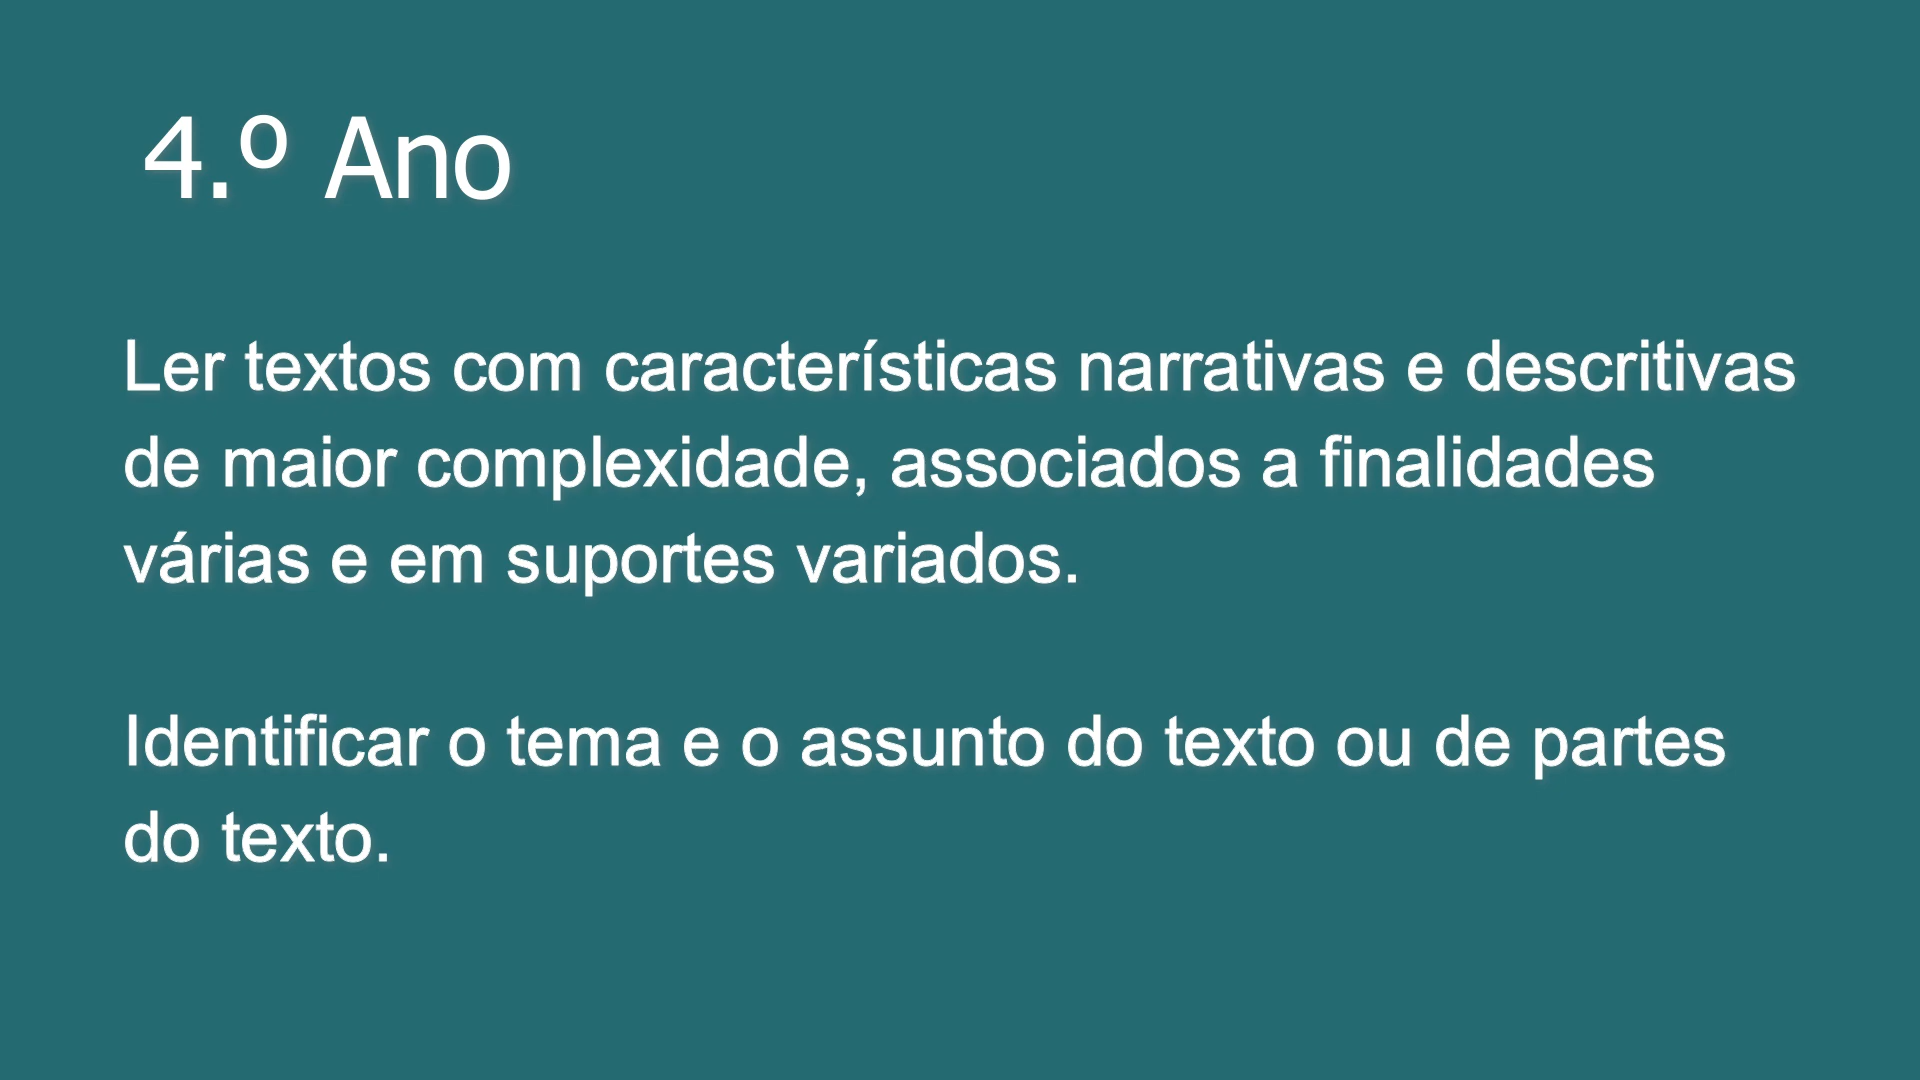 4.º Ano
Ler textos com características narrativas e descritivas
de maior complexidade, associados a finalidades
várias e em suportes variados.
Identificar o tema e o assunto do texto ou de partes
do texto.